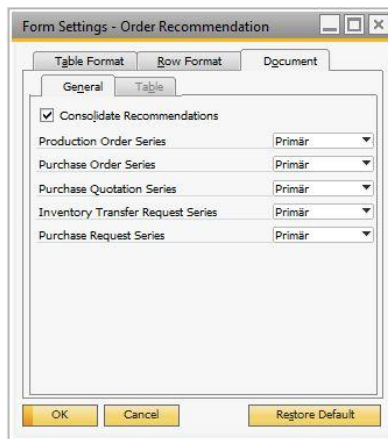 Form Settings - Order Recommendation
Table Format Row Format Document
General Table
Consolidate Recommendations
Production Order Series Primär
Purchase Order Series Primär
Purchase Quotation Series Primär
Inventory Transfer Request Series Primär
Purchase Request Series Primär
OK Cancel Restore Default